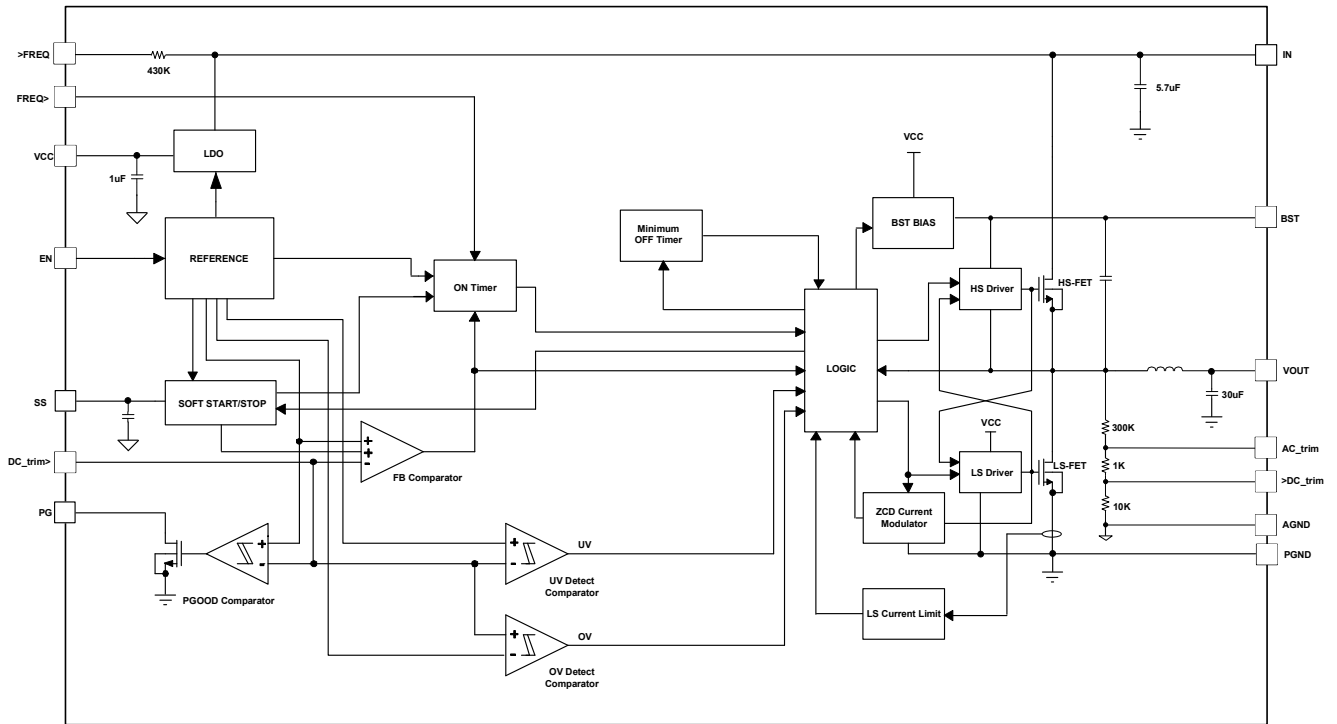 >FREQ
430K
IN
5.7uF
FREQ>
VCC
LDO
VCC
1uF
BST BIAS
BST
Minimum
OFF Timer
EN
REFERENCE
ON Timer
HS Driver
HS-FET
LOGIC
VOUT
30uF
SS
SOFT START/STOP
300K
VCC
AC_trim
+
+
-
DC_trim>
FB Comparator
LS-FET
1K
LS Driver
>DC_trim
10K
PG
ZCD Current
Modulator
AGND
+
-
+
-
UV
PGND
UV Detect
Comparator
PGOOD Comparator
LS Current Limit
+
-
OV
OV Detect
Comparator